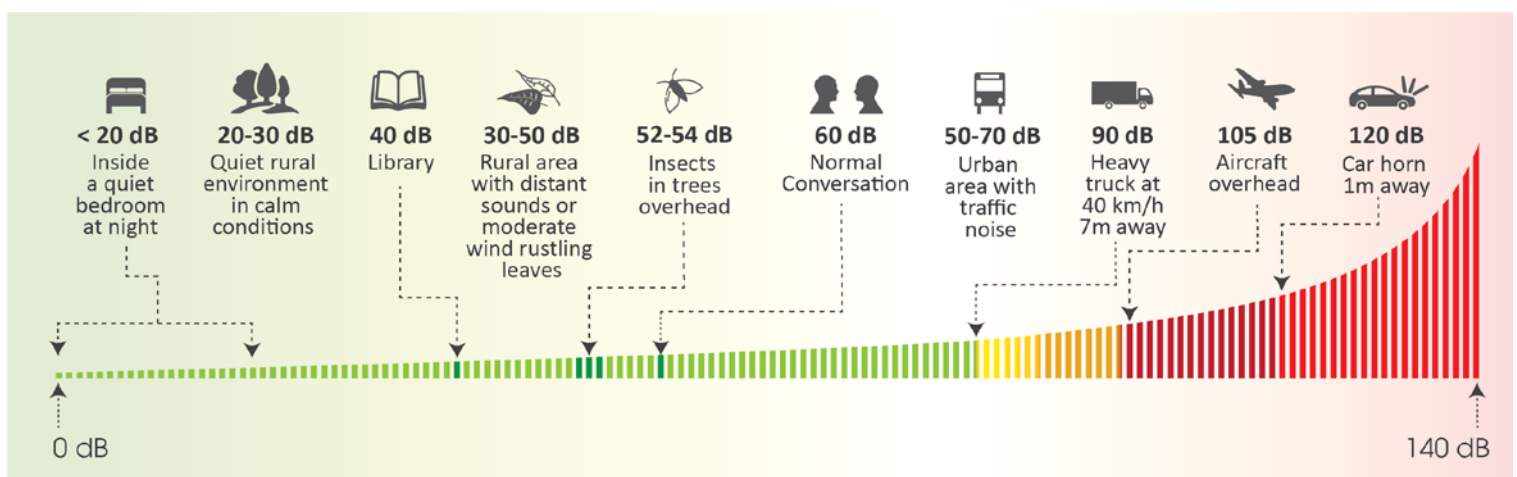 < 20 dB
Inside
a quiet
bedroom
at night
20-30 dB
Quiet rural
environment
in calm
conditions
40 dB
Library
30-50 dB
Rural area
with distant
sounds or
moderate
wind rustling
leaves
52-54 dB
Insects
in trees
overhead
60 dB
Normal
Conversation
50-70 dB
Urban
area with
traffic
noise
90 dB
Heavy
truck at
40 km/h
7m away
105 dB
Aircraft
overhead
120 dB
Car horn
1m away
0 dB
140 dB